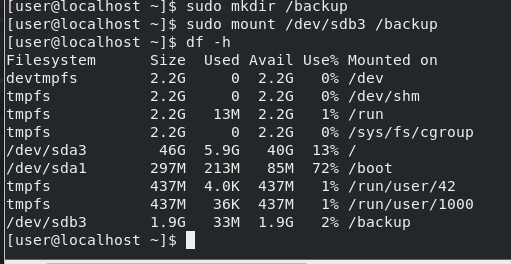 [user@localhost ~]$ sudo mkdir /backup
[user@localhost ~]$ sudo mount /dev/sdb3 /backup
[user@localhost ~]$ df -h
Filesystem      Size  Used Avail Use% Mounted on
devtmpfs        2.2G     0  2.2G   0% /dev
tmpfs           2.2G     0  2.2G   0% /dev/shm
tmpfs           2.2G   13M  2.2G   1% /run
tmpfs           2.2G     0  2.2G   0% /sys/fs/cgroup
/dev/sda3        46G  5.9G   40G  13% /
/dev/sda1       297M  213M   85M  72% /boot
tmpfs           437M  4.0K  437M   1% /run/user/42
tmpfs           437M   36K  437M   1% /run/user/1000
/dev/sdb3       1.9G   33M  1.9G   2% /backup
[user@localhost ~]$